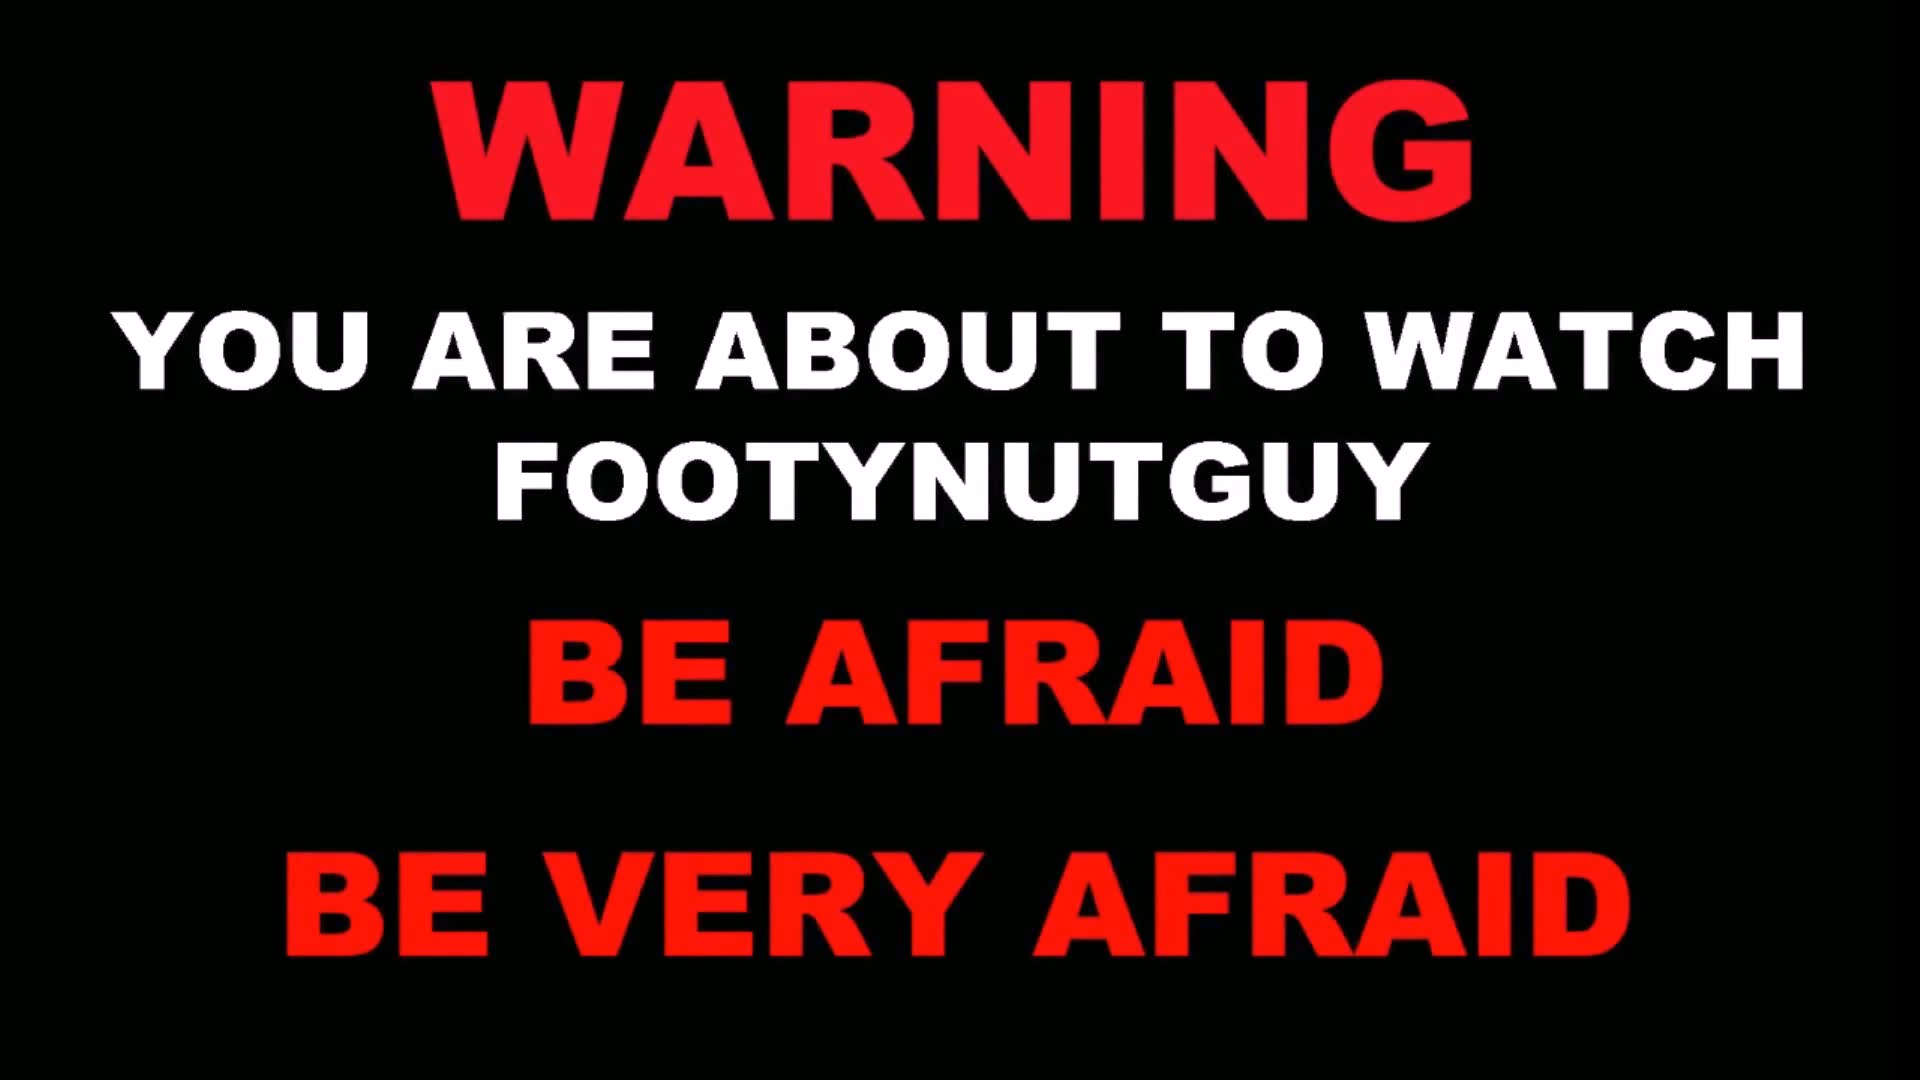 WARNING
YOU ARE ABOUT TO WATCH
FOOTYNUTGUY
BE AFRAID
BE VERY AFRAID